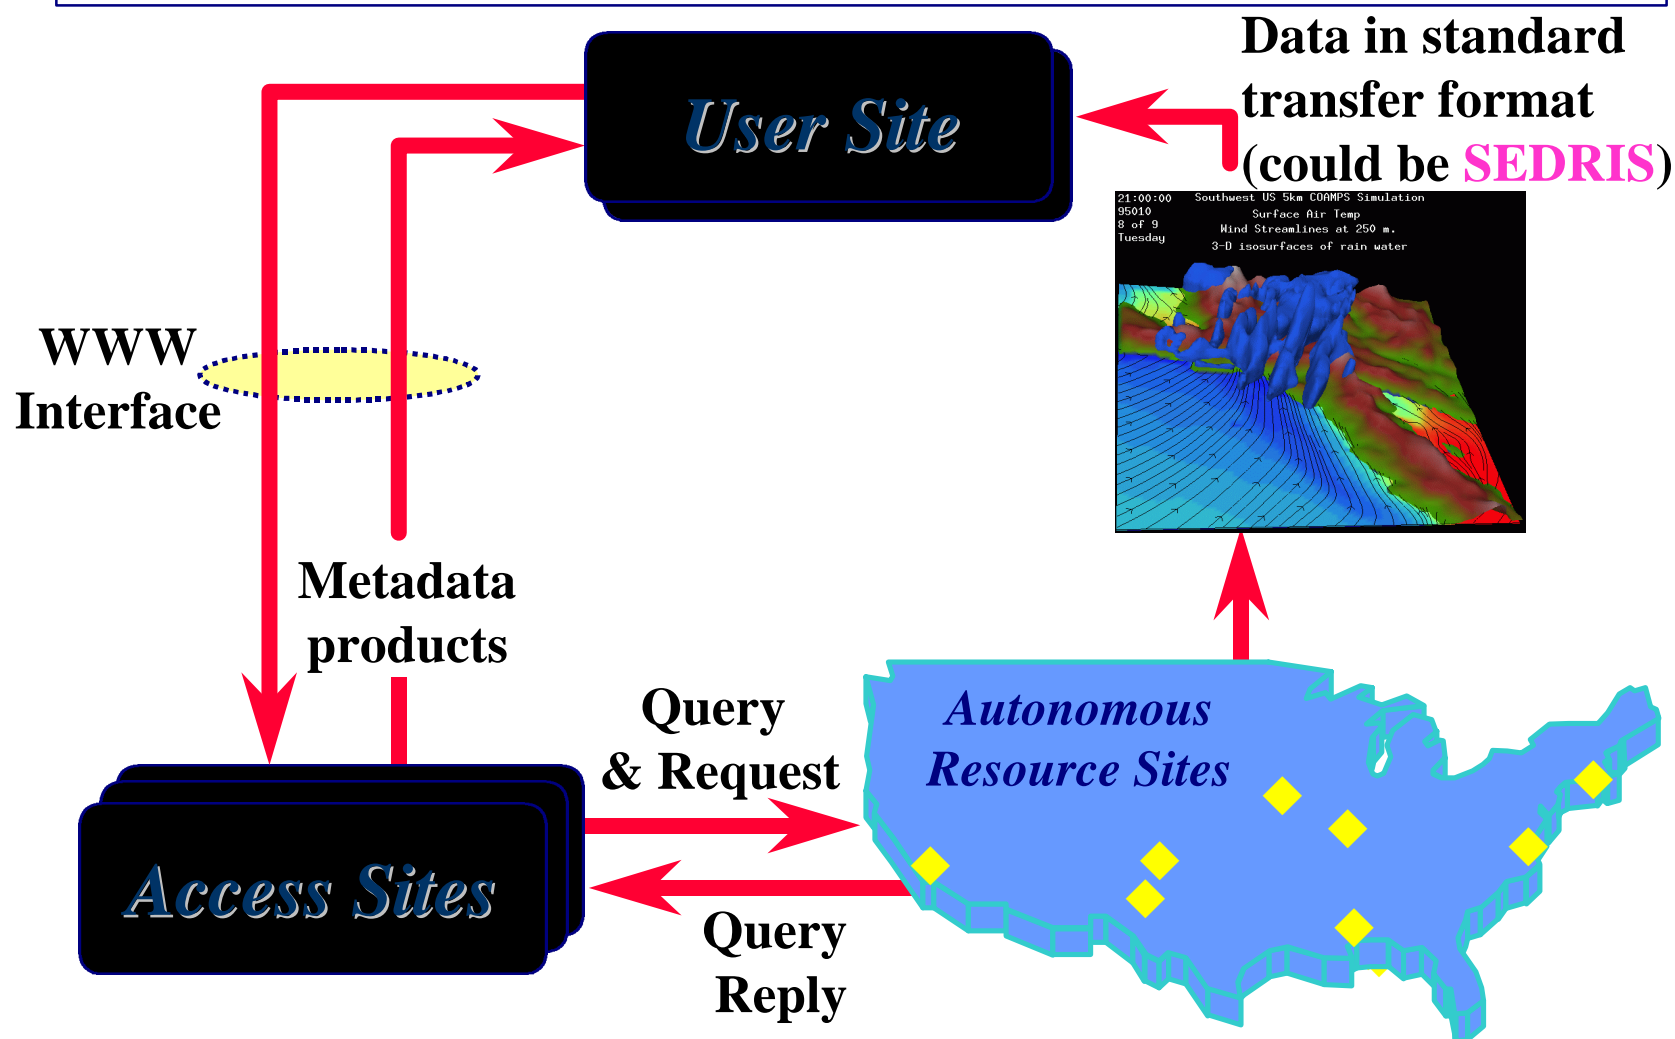 Data in standard
transfer format
(could be SEDRIS)
User Site
21:00:00
95010
8 of 9
Tuesday
Southwest US 5km COAMPS Simulation
Surface Air Temp
Wind Streamlines at 250 m.
3-D isosurfaces of rain water
WWW
Interface
Metadata
products
Query
& Request
Autonomous
Resource Sites
Access Sites
Query
Reply